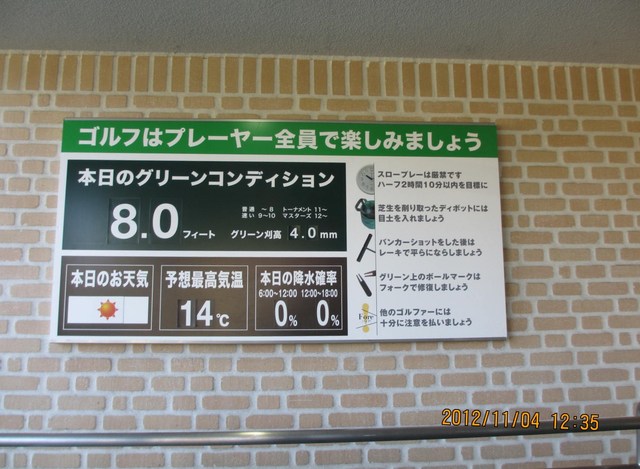 ゴルフはプレーヤー全員で楽しみましょう
本日のグリーンコンディション
8.0 フィート
普通 〜8 トーナメント 11〜
速い 9〜10 マスターズ 12〜
グリーン刈高 4.0 mm
本日のお天気
予想最高気温
14℃
本日の降水確率
6:00〜12:00 12:00〜18:00
0% 0%
スロープレーは厳禁です
ハーフ2時間10分以内を目標に
芝生を削り取ったディボットには
目土を入れましょう
バンカーショットをした後は
レーキで平らにならしましょう
グリーン上のボールマークは
フォークで修復しましょう
Fore
他のゴルファーには
十分に注意を払いましょう
2012/11/04 12:35